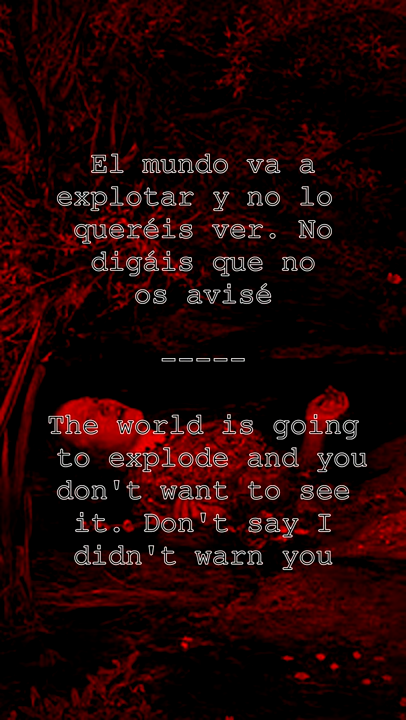 El mundo va a
explotar y no lo
queréis ver. No
digáis que no
os avisé
-----
The world is going
to explode and you
don't want to see
it. Don't say I
didn't warn you